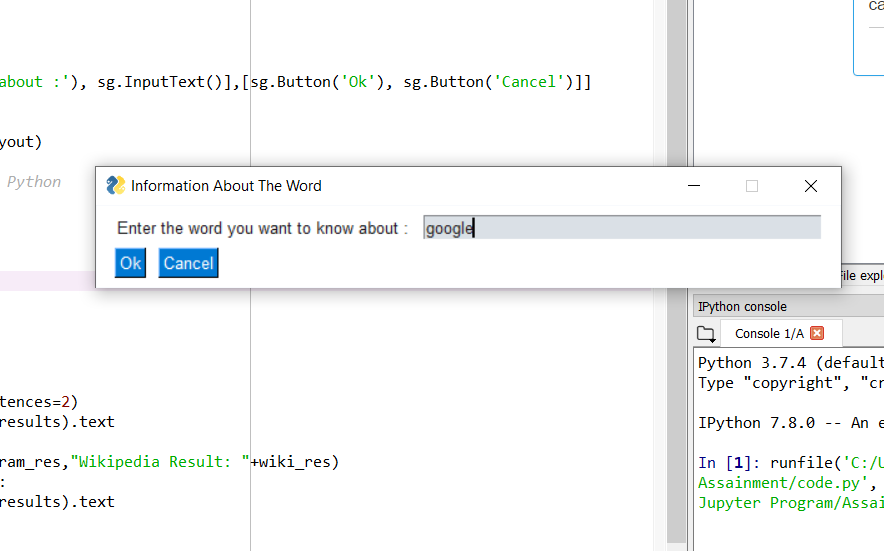 ca
about :'), sg.InputText()],[sg.Button('Ok'), sg.Button('Cancel')]]
yout)
Python
Information About The Word
Enter the word you want to know about : google
Ok Cancel
File expl
IPython console
Console 1/A
Python 3.7.4 (default
Type "copyright", "cr
IPython 7.8.0 -- An e
In [1]: runfile('C:/U
Assainment/code.py',
Jupyter Program/Assai
tences=2)
results).text
ram_res,"Wikipedia Result: "+wiki_res)
:
results).text